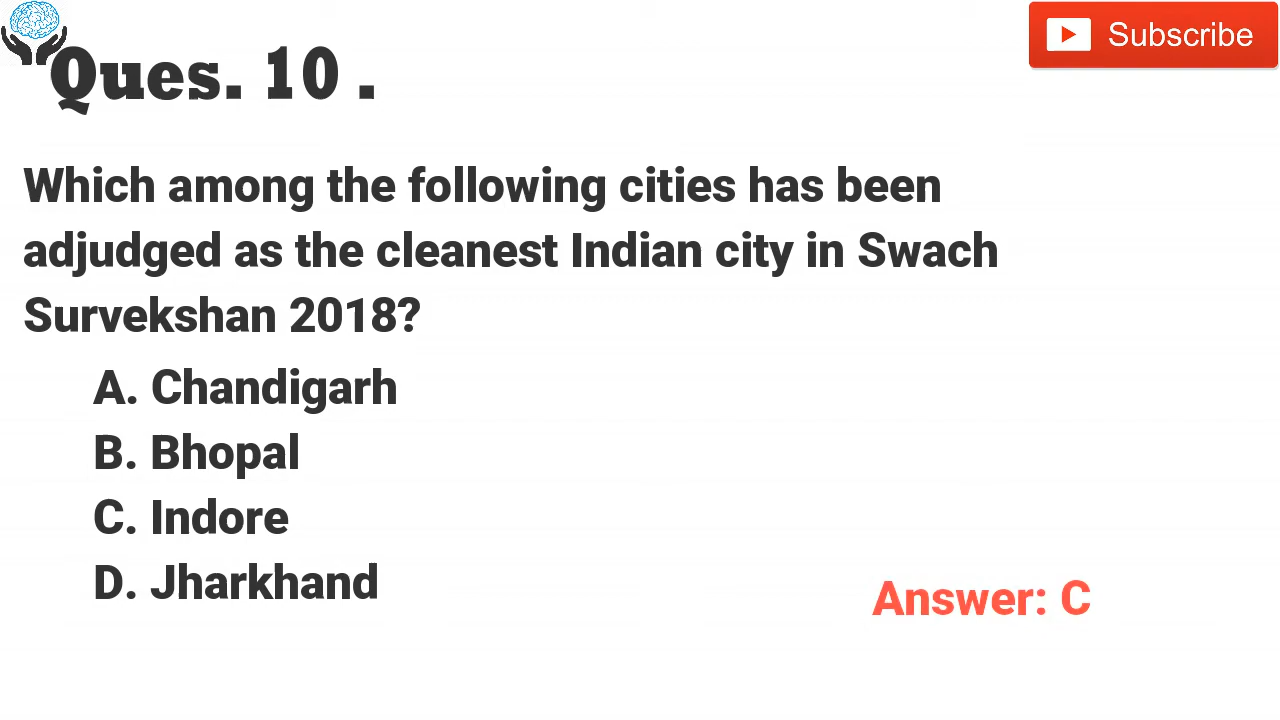 Subscribe
Ques. 10 .
Which among the following cities has been
adjudged as the cleanest Indian city in Swach
Survekshan 2018?
A. Chandigarh
B. Bhopal
C. Indore
D. Jharkhand
Answer: C